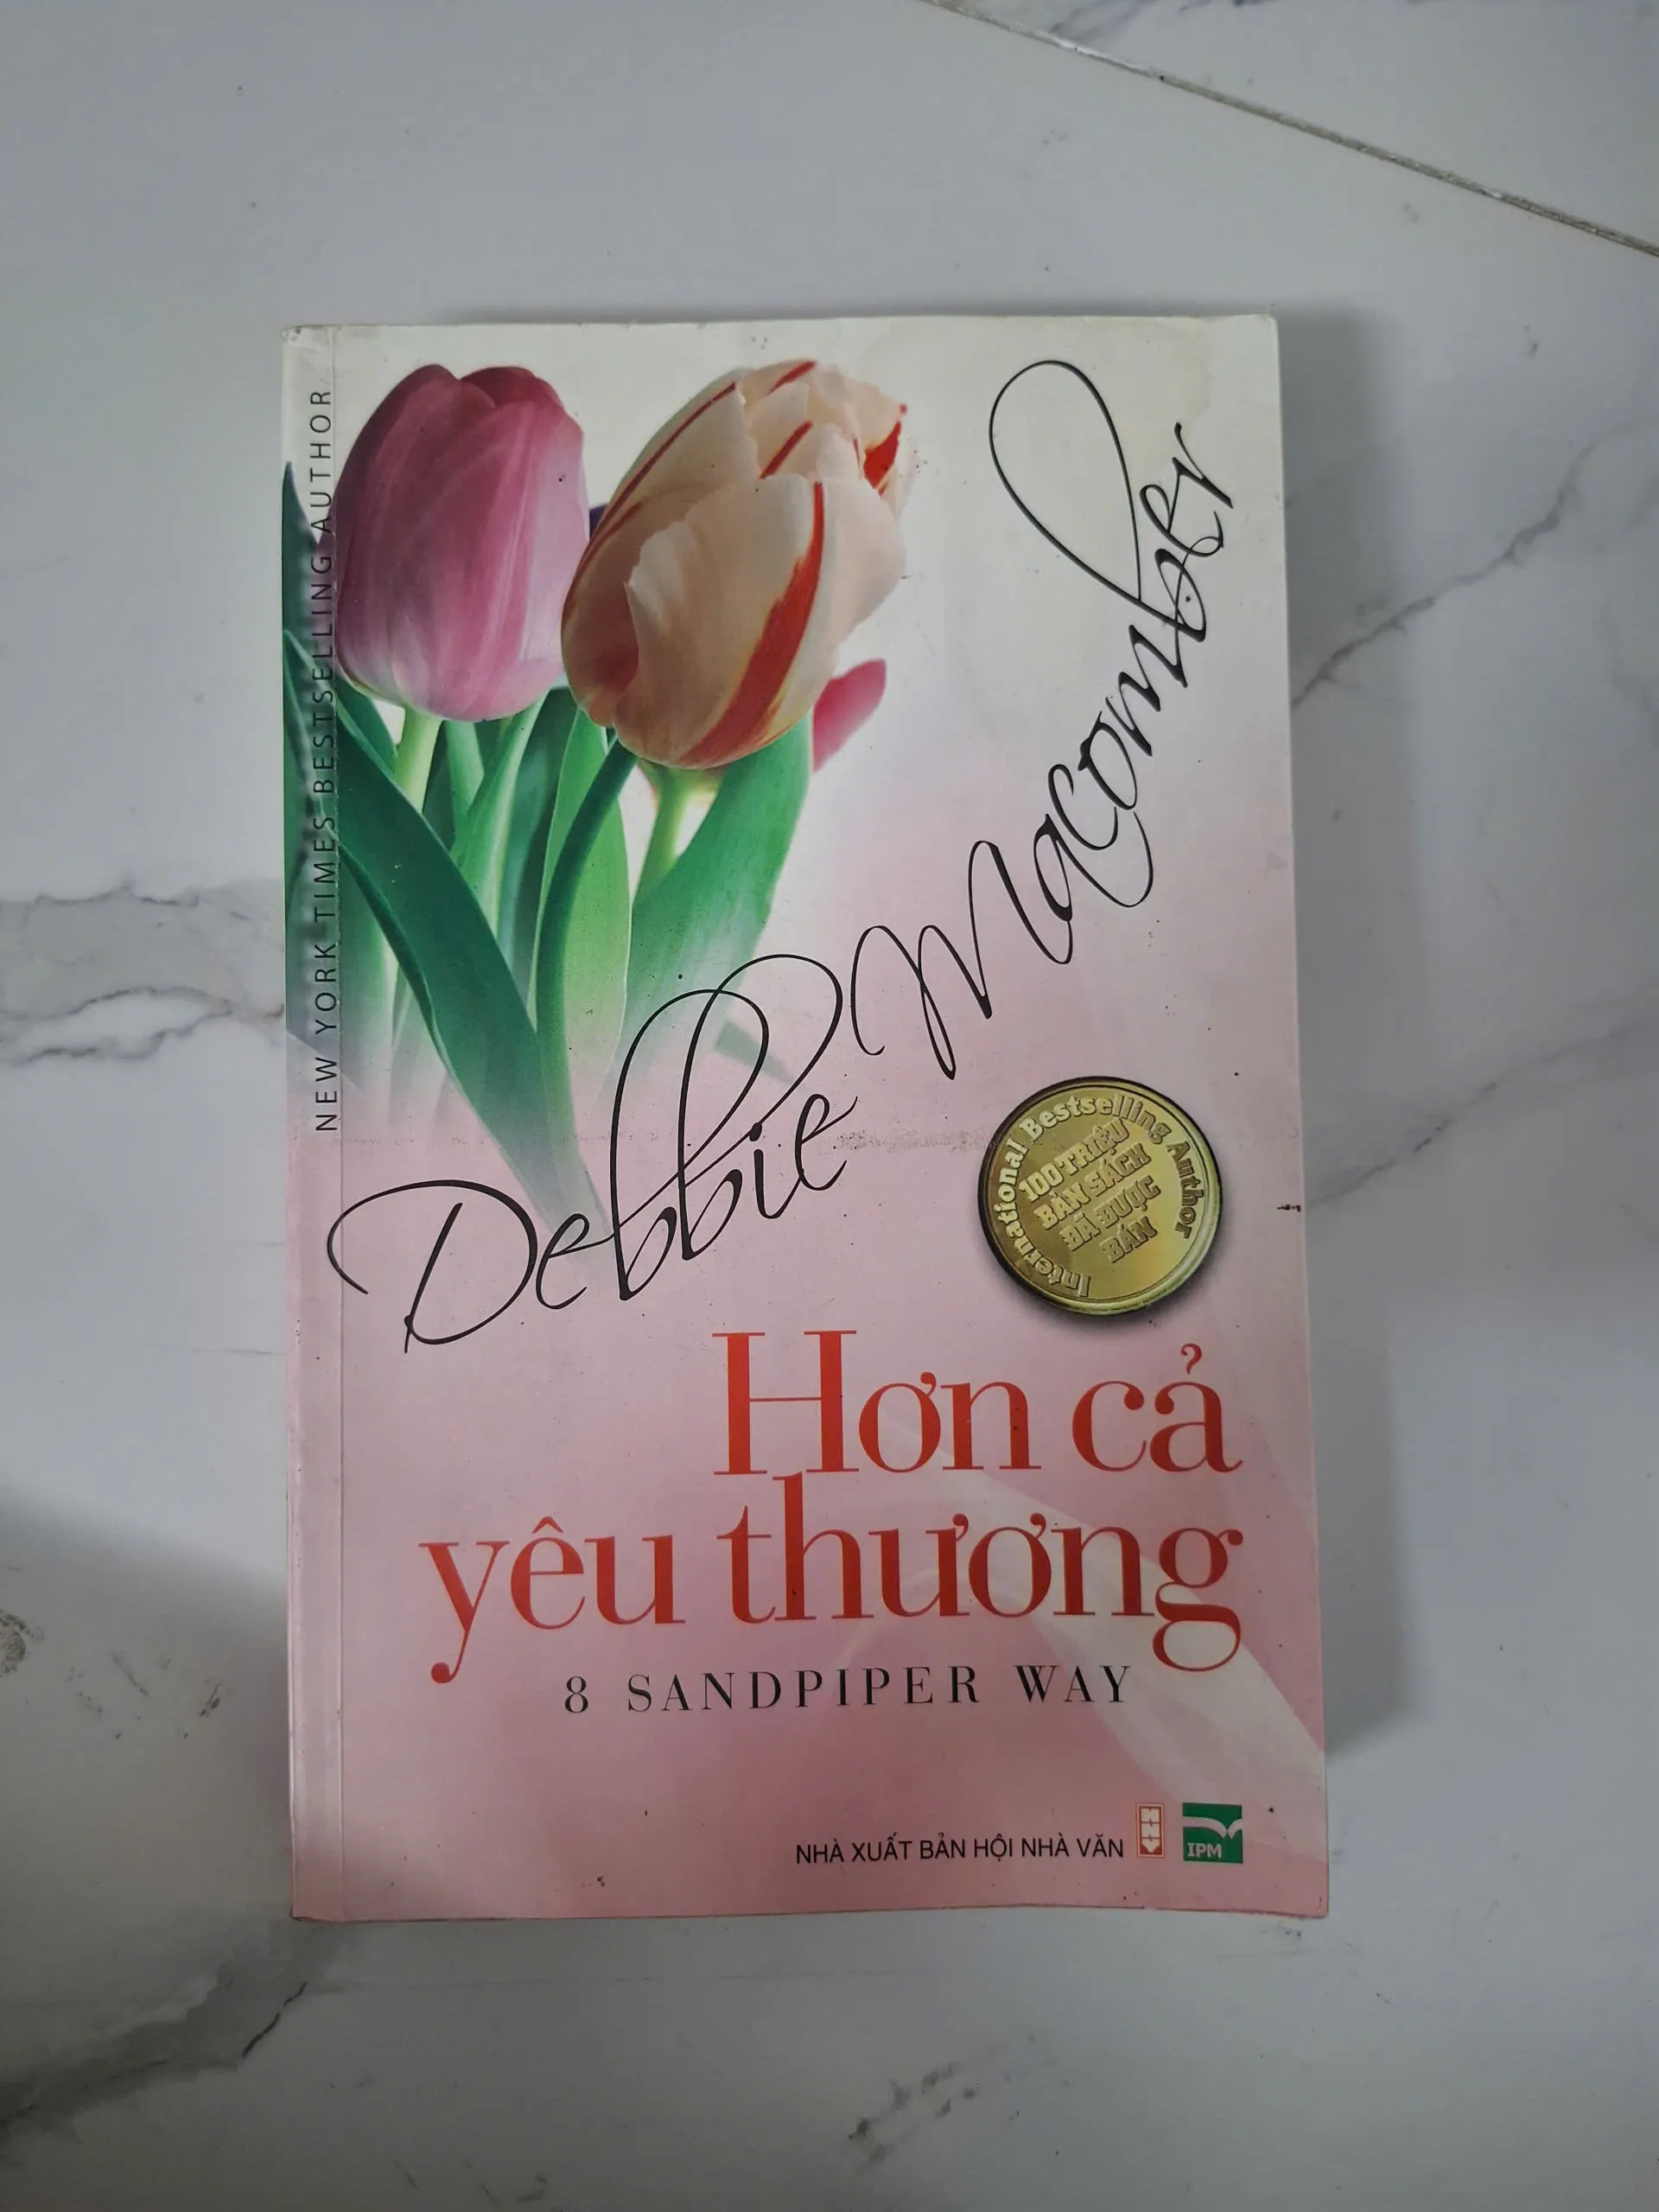 NEW YORK TIMES BESTSELLING AUTHOR
Debbie Macomber
International Bestselling Author
100 TRIỆU
BẢN SÁCH
ĐÃ ĐƯỢC
BÁN
Hơn cả
yêu thương
8 SANDPIPER WAY
NHÀ XUẤT BẢN HỘI NHÀ VĂN
HNV
IPM